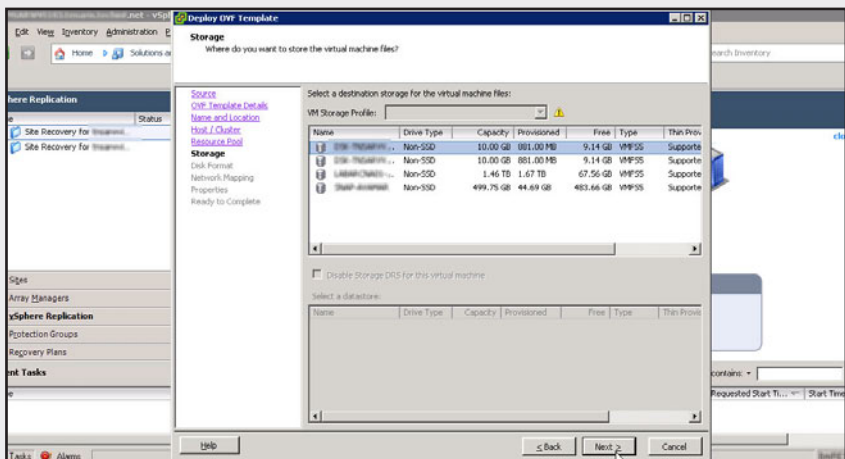 .net - vSp
Deploy OVF Template
Edit View Inventory Administration P
Storage
Where do you want to store the virtual machine files?
Home
Solutions a
earch Inventory
here Replication
Source
OVF Template Details
Name and Location
Host / Cluster
Resource Pool
Storage
Disk Format
Network Mapping
Properties
Ready to Complete
Select a destination storage for the virtual machine files:
VM Storage Profile:
e Status
Site Recovery for
Site Recovery for
Name Drive Type Capacity Provisioned Free Type Thin Prov
Non-SSD 10.00 GB 881.00 MB 9.14 GB VMFS5 Supporte
Non-SSD 10.00 GB 881.00 MB 9.14 GB VMFS5 Supporte
Non-SSD 1.46 TB 1.67 TB 67.56 GB VMFS5 Supporte
Non-SSD 499.75 GB 44.69 GB 483.66 GB VMFS5 Supporte
clo
Disable Storage DRS for this virtual machine
Select a datastore:
Name Drive Type Capacity Provisioned Free Type Thin Provis
Sites
Array Managers
vSphere Replication
Protection Groups
Recovery Plans
ent Tasks
e
contains:
Requested Start Ti... Start Time
Help
< Back
Next >
Cancel
Tasks Alarms